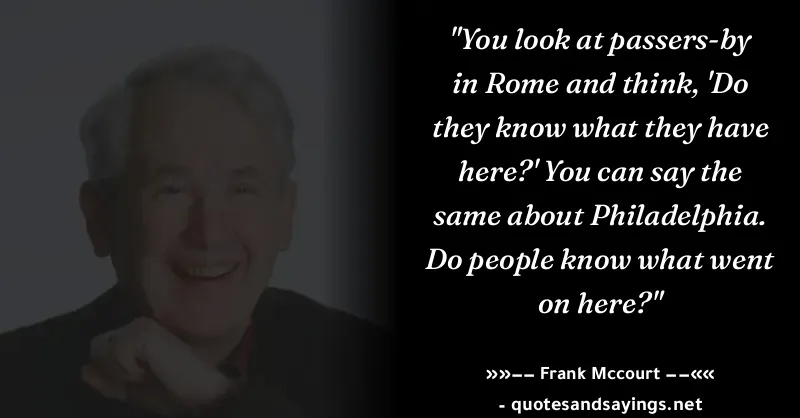 "You look at passers-by
in Rome and think, 'Do
they know what they have
here?' You can say the
same about Philadelphia.
Do people know what went
on here?"
»»−− Frank Mccourt −−««
- quotesandsayings.net